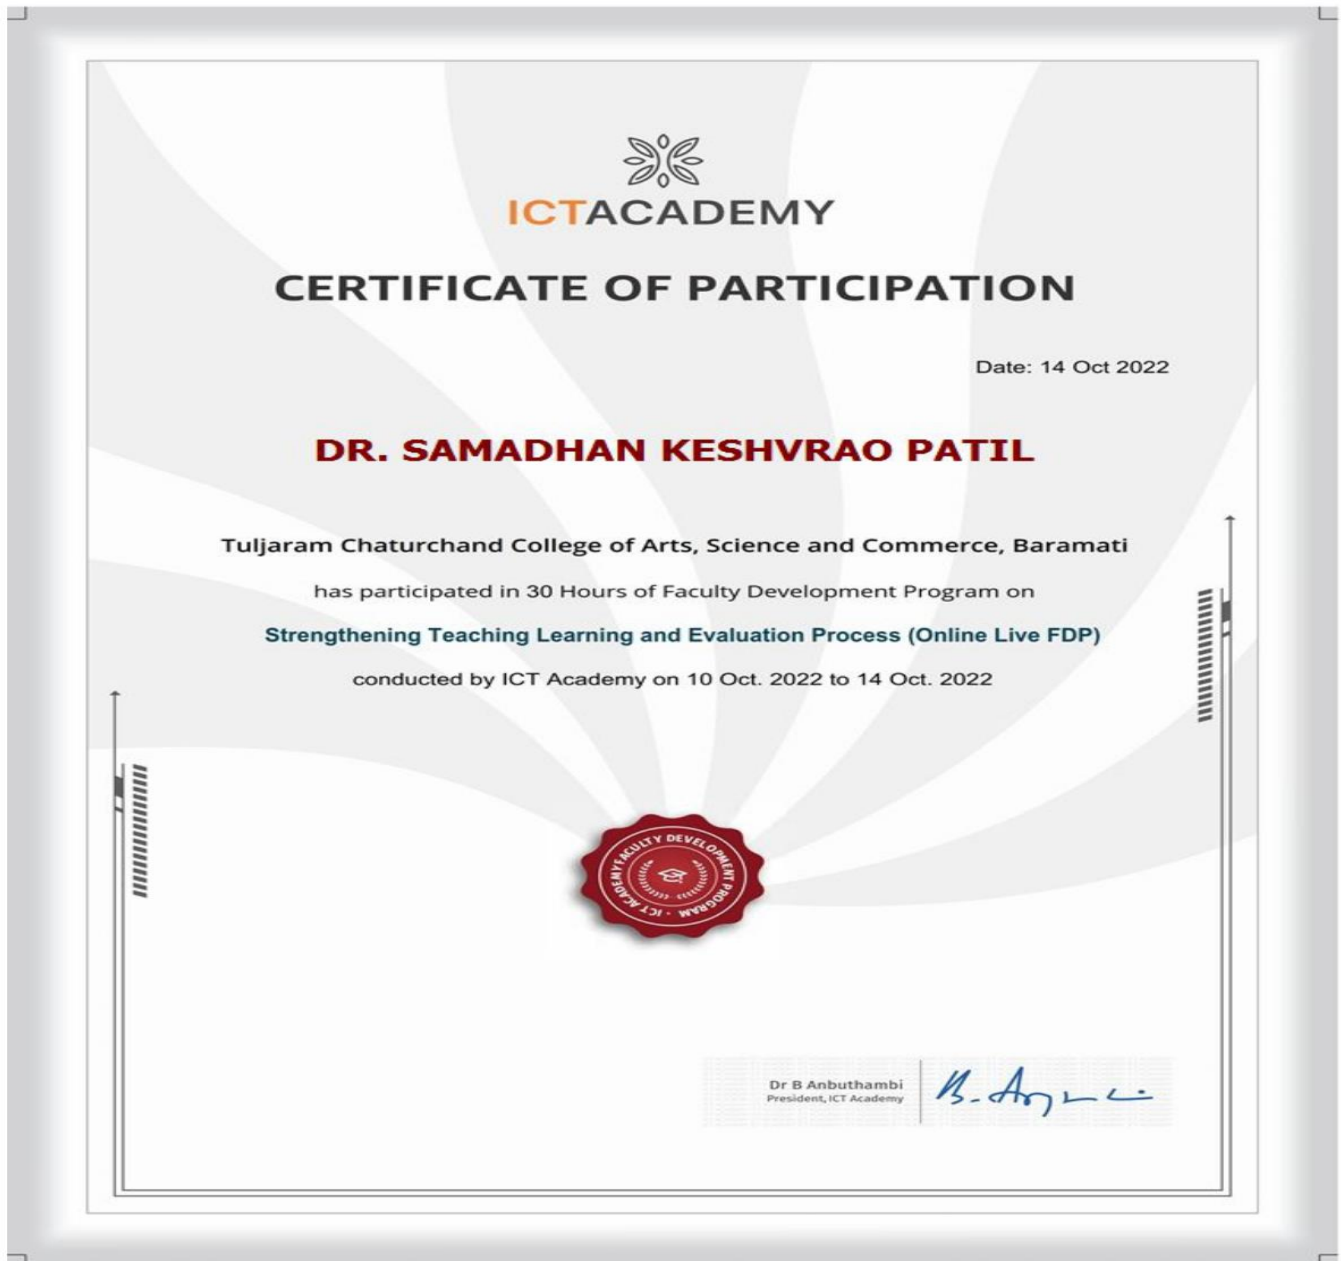 ICTACADEMY
CERTIFICATE OF PARTICIPATION
Date: 14 Oct 2022
DR. SAMADHAN KESHVRAO PATIL
Tuljaram Chaturchand College of Arts, Science and Commerce, Baramati
has participated in 30 Hours of Faculty Development Program on
Strengthening Teaching Learning and Evaluation Process (Online Live FDP)
conducted by ICT Academy on 10 Oct. 2022 to 14 Oct. 2022
FACULTY DEVELOPMENT PROGRAM - ICT ACADEMY
Dr B Anbuthambi
President, ICT Academy